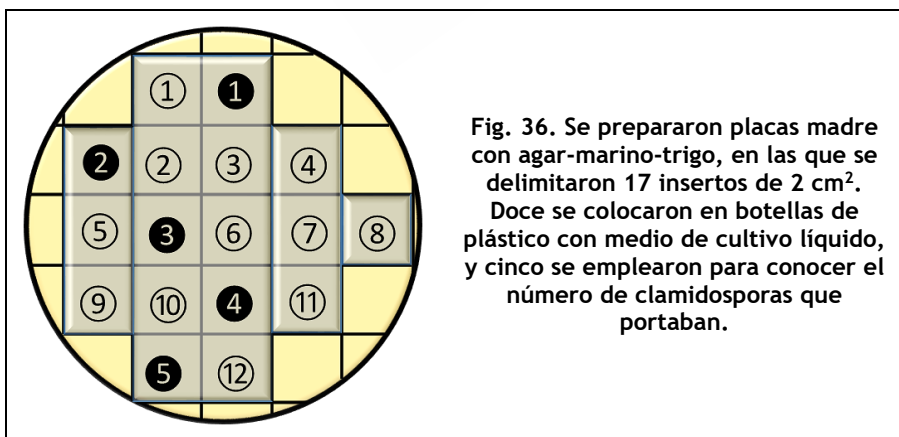 ① ❶
❷ ② ③ ④
⑤ ❸ ⑥ ⑦ ⑧
⑨ ⑩ ❹ ⑪
❺ ⑫
Fig. 36. Se prepararon placas madre
con agar-marino-trigo, en las que se
delimitaron 17 insertos de 2 cm².
Doce se colocaron en botellas de
plástico con medio de cultivo líquido,
y cinco se emplearon para conocer el
número de clamidosporas que
portaban.